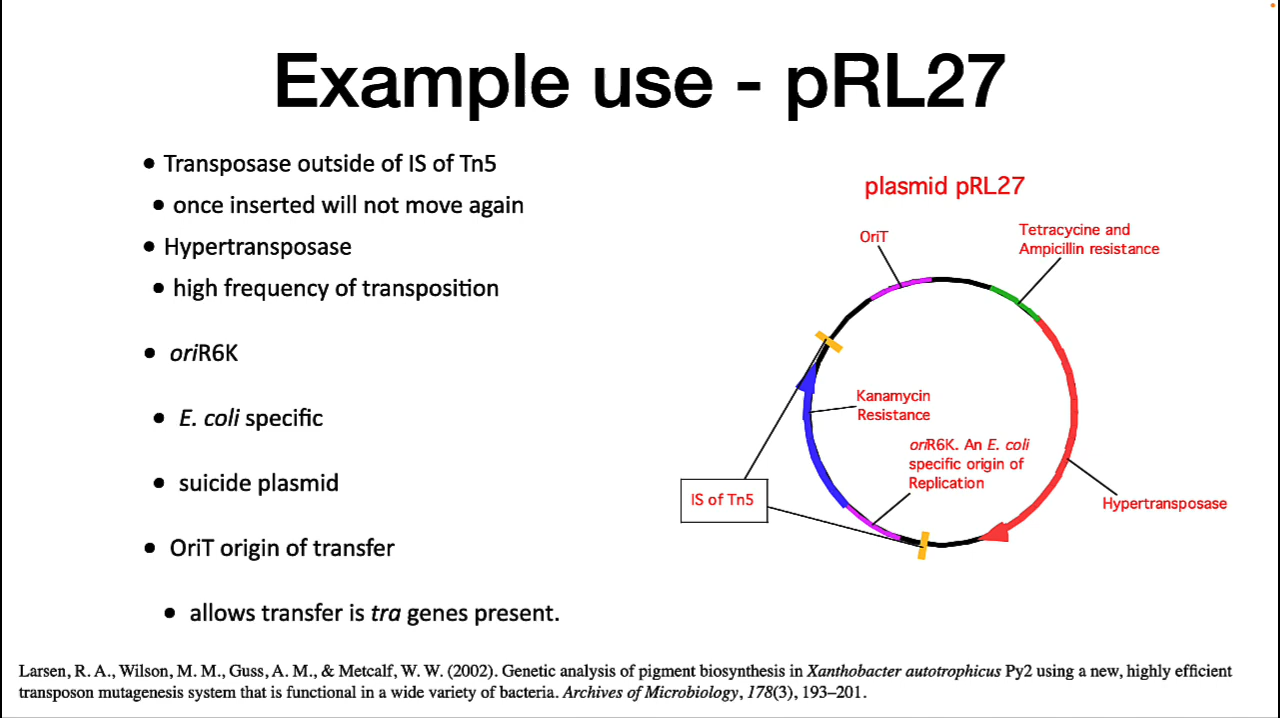 Example use - pRL27
• Transposase outside of IS of Tn5
• once inserted will not move again
• Hypertransposase
• high frequency of transposition
• oriR6K
• E. coli specific
• suicide plasmid
• OriT origin of transfer
• allows transfer is tra genes present.
plasmid pRL27
OriT
Tetracycine and
Ampicillin resistance
Kanamycin
Resistance
oriR6K. An E. coli
specific origin of
Replication
IS of Tn5
Hypertransposase
Larsen, R. A., Wilson, M. M., Guss, A. M., & Metcalf, W. W. (2002). Genetic analysis of pigment biosynthesis in Xanthobacter autotrophicus Py2 using a new, highly efficient
transposon mutagenesis system that is functional in a wide variety of bacteria. Archives of Microbiology, 178(3), 193–201.